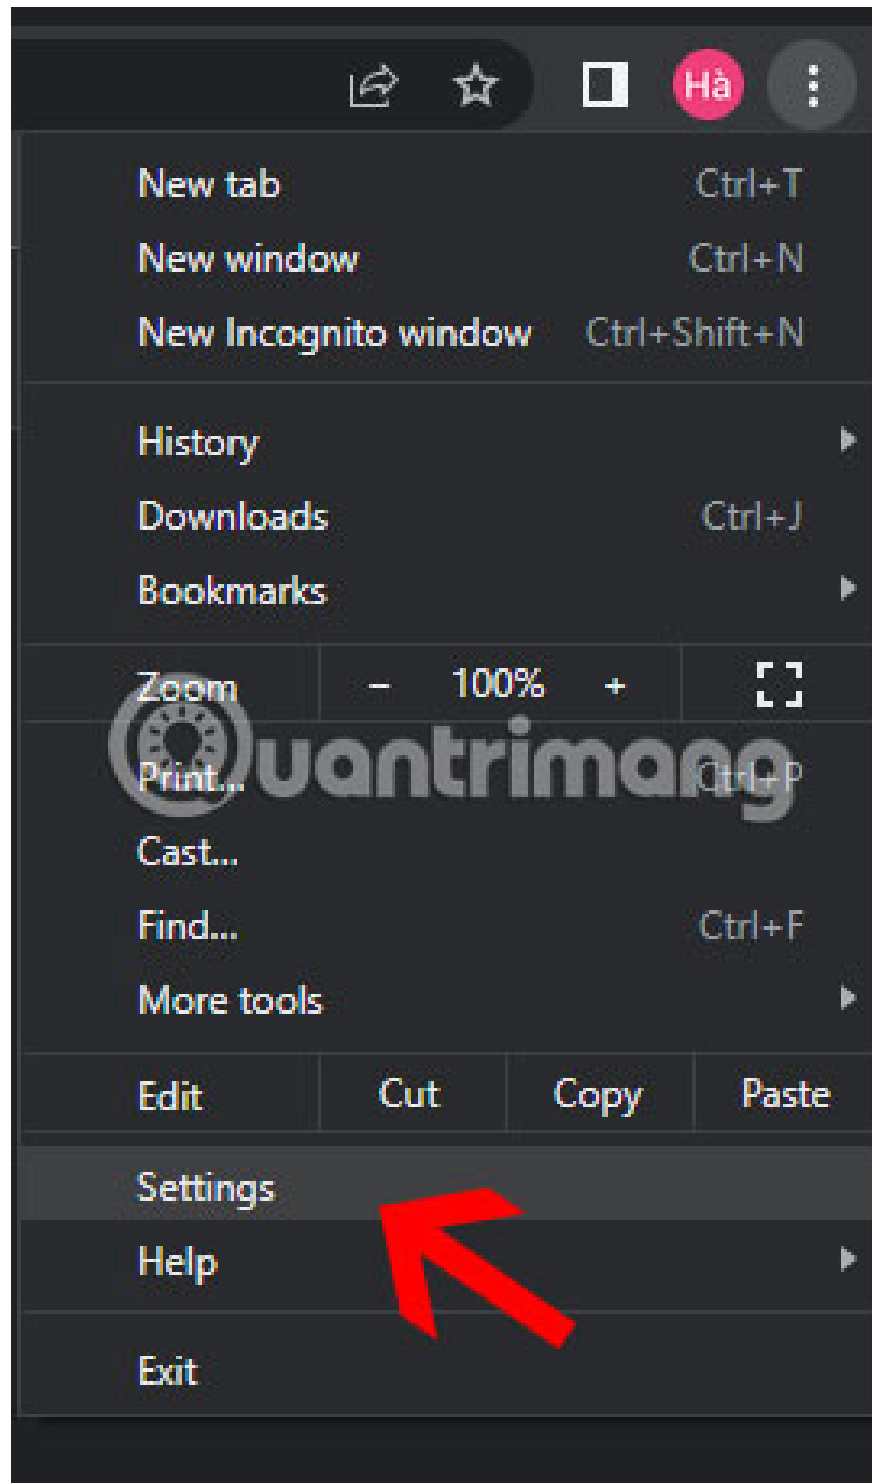 Hà
New tab Ctrl+T
New window Ctrl+N
New Incognito window Ctrl+Shift+N
History
Downloads Ctrl+J
Bookmarks
Zoom - 100% +
Print... Ctrl+P
Quantrimang
Cast...
Find... Ctrl+F
More tools
Edit Cut Copy Paste
Settings
Help
Exit